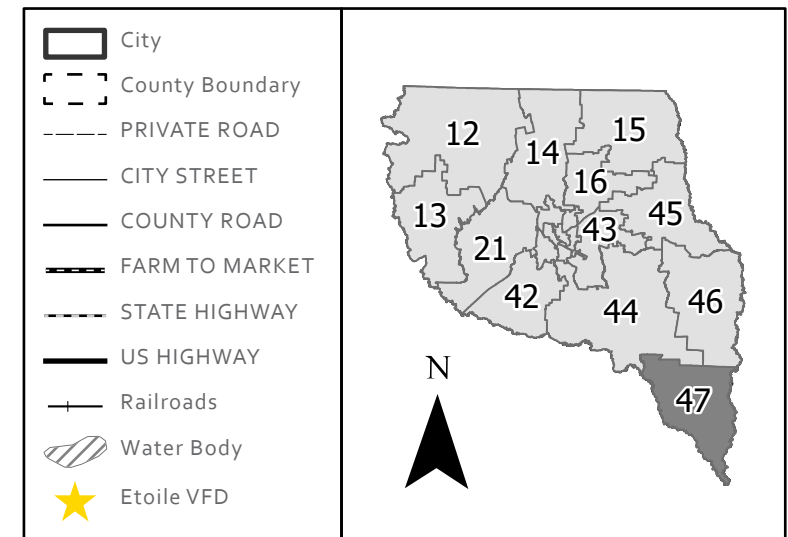 City
County Boundary
PRIVATE ROAD
CITY STREET
COUNTY ROAD
FARM TO MARKET
STATE HIGHWAY
US HIGHWAY
Railroads
Water Body
Etoile VFD
12
14
15
16
13
45
43
21
42
44
46
47
N